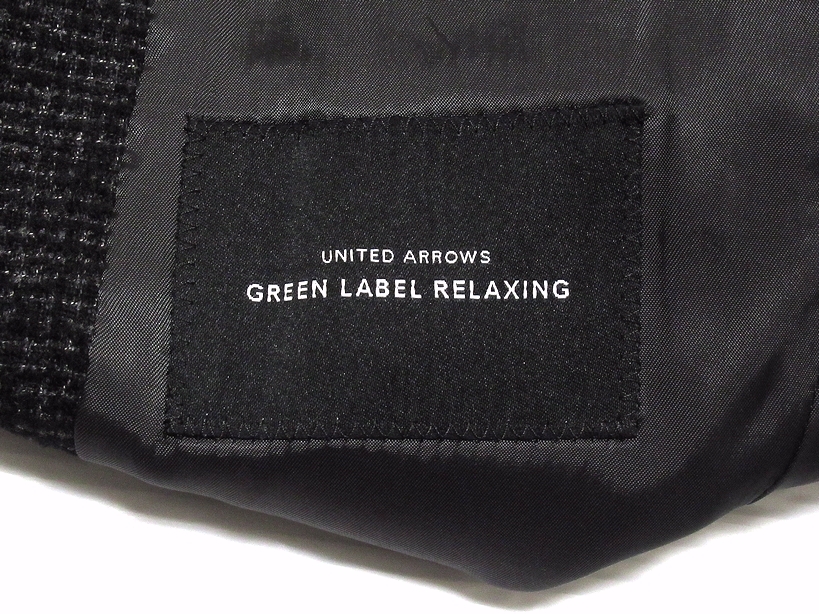 UNITED ARROWS
GREEN LABEL RELAXING